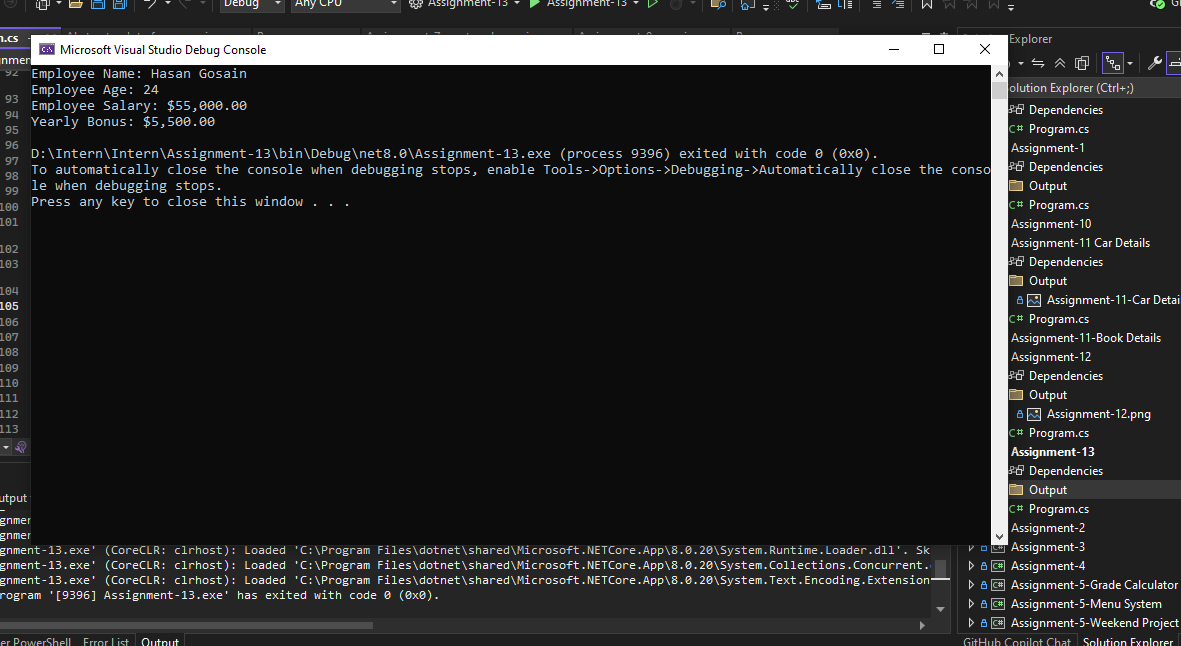 Debug
Any CPU
Assignment-13
Assignment-13
n.cs
Microsoft Visual Studio Debug Console
Employee Name: Hasan Gosain
Employee Age: 24
Employee Salary: $55,000.00
Yearly Bonus: $5,500.00
D:\Intern\Intern\Assignment-13\bin\Debug\net8.0\Assignment-13.exe (process 9396) exited with code 0 (0x0).
To automatically close the console when debugging stops, enable Tools->Options->Debugging->Automatically close the conso
le when debugging stops.
Press any key to close this window . . .
92
93
94
95
96
97
98
99
100
101
102
103
104
105
106
107
108
109
110
111
112
113
Explorer
olution Explorer (Ctrl+;)
Dependencies
C# Program.cs
Assignment-1
Dependencies
Output
C# Program.cs
Assignment-10
Assignment-11 Car Details
Dependencies
Output
Assignment-11-Car Detai
C# Program.cs
Assignment-11-Book Details
Assignment-12
Dependencies
Output
Assignment-12.png
C# Program.cs
Assignment-13
Dependencies
Output
C# Program.cs
Assignment-2
Assignment-3
Assignment-4
Assignment-5-Grade Calculator
Assignment-5-Menu System
Assignment-5-Weekend Project
utput
gnmer
gnmer
gnment-13.exe' (CoreCLR: clrhost): Loaded 'C:\Program Files\dotnet\shared\Microsoft.NETCore.App\8.0.20\System.Runtime.Loader.dll'. Sk
gnment-13.exe' (CoreCLR: clrhost): Loaded 'C:\Program Files\dotnet\shared\Microsoft.NETCore.App\8.0.20\System.Collections.Concurrent.
gnment-13.exe' (CoreCLR: clrhost): Loaded 'C:\Program Files\dotnet\shared\Microsoft.NETCore.App\8.0.20\System.Text.Encoding.Extension
rogram '[9396] Assignment-13.exe' has exited with code 0 (0x0).
er PowerShell Error List Output
GitHub Copilot Chat Solution Explorer